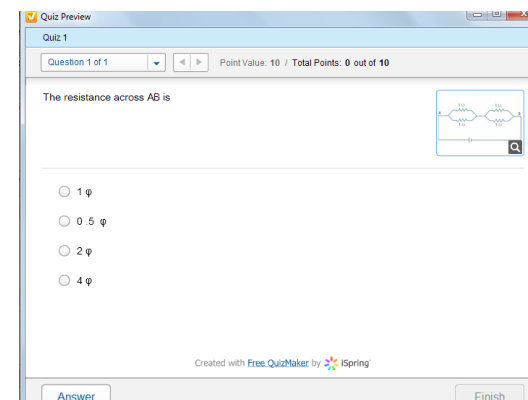 Quiz Preview
Quiz 1
Question 1 of 1
Point Value: 10 / Total Points: 0 out of 10
The resistance across AB is
1 φ
0 .5 φ
2 φ
4 φ
Created with Free QuizMaker by iSpring
Answer
Finish